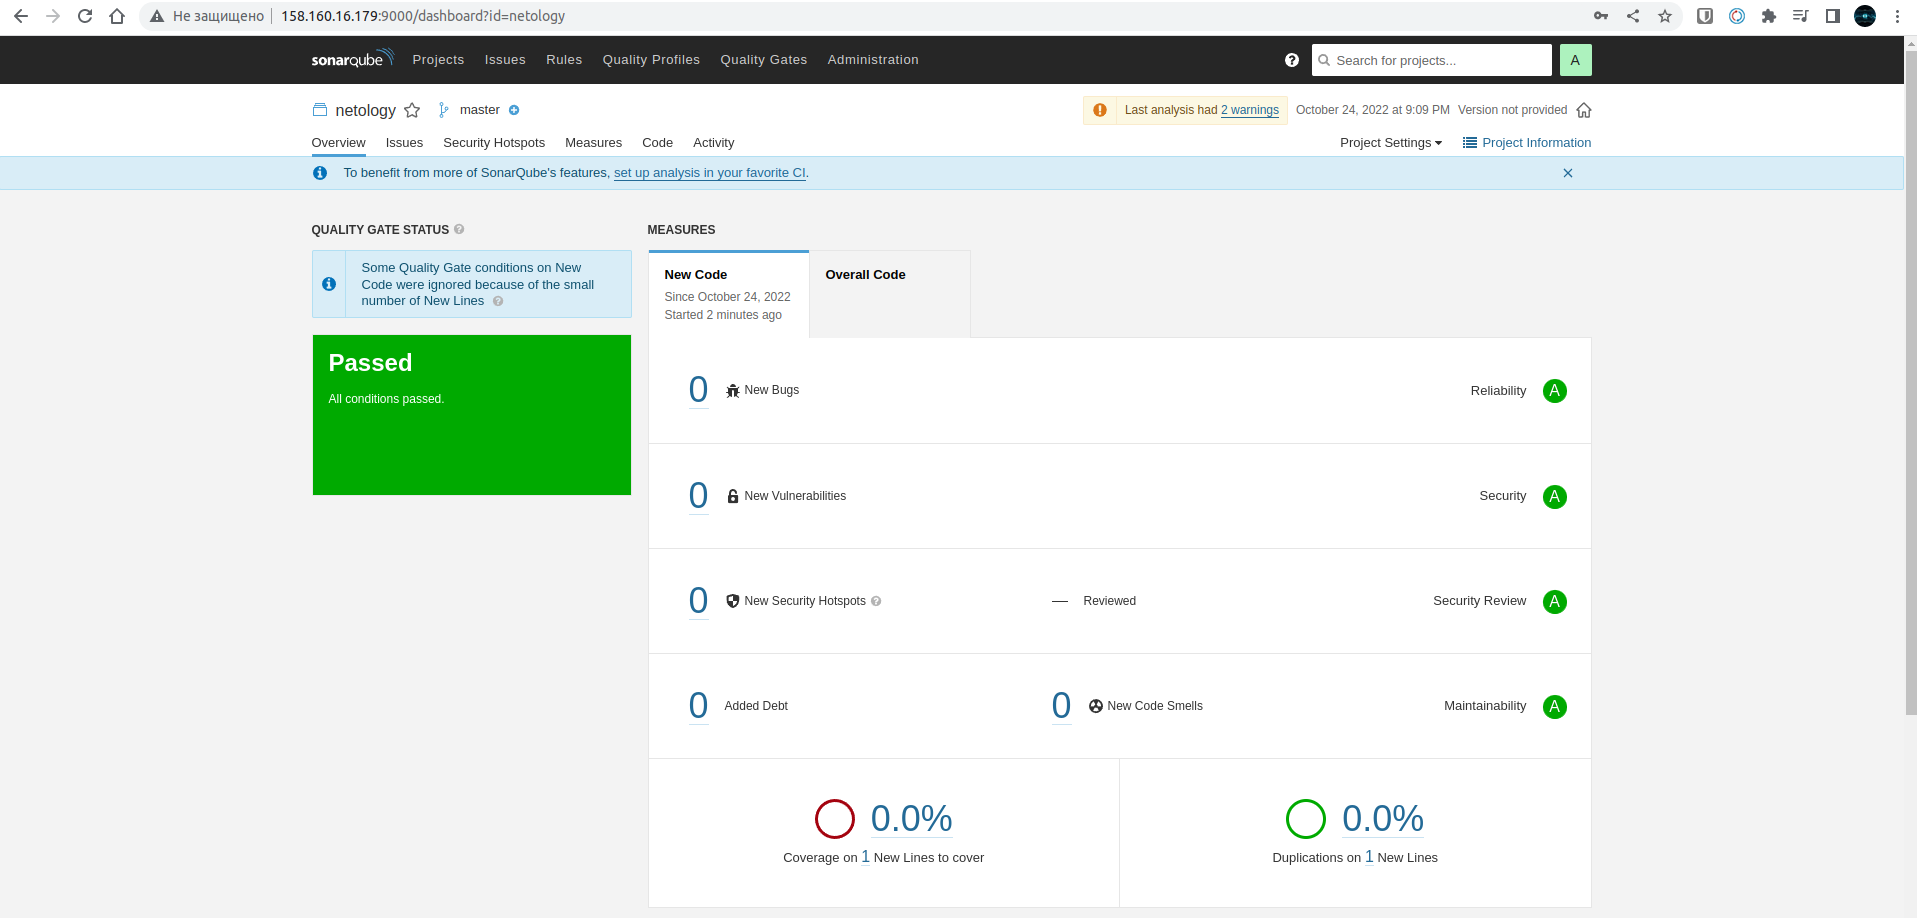 Не защищено 158.160.16.179:9000/dashboard?id=netology
sonarqube Projects Issues Rules Quality Profiles Quality Gates Administration Search for projects... A
netology master Last analysis had 2 warnings October 24, 2022 at 9:09 PM Version not provided
Overview Issues Security Hotspots Measures Code Activity Project Settings Project Information
To benefit from more of SonarQube's features, set up analysis in your favorite CI.
QUALITY GATE STATUS
Some Quality Gate conditions on New
Code were ignored because of the small
number of New Lines
Passed
All conditions passed.
MEASURES
New Code
Since October 24, 2022
Started 2 minutes ago
Overall Code
0 New Bugs Reliability A
0 New Vulnerabilities Security A
0 New Security Hotspots — Reviewed Security Review A
0 Added Debt 0 New Code Smells Maintainability A
0.0%
Coverage on 1 New Lines to cover
0.0%
Duplications on 1 New Lines